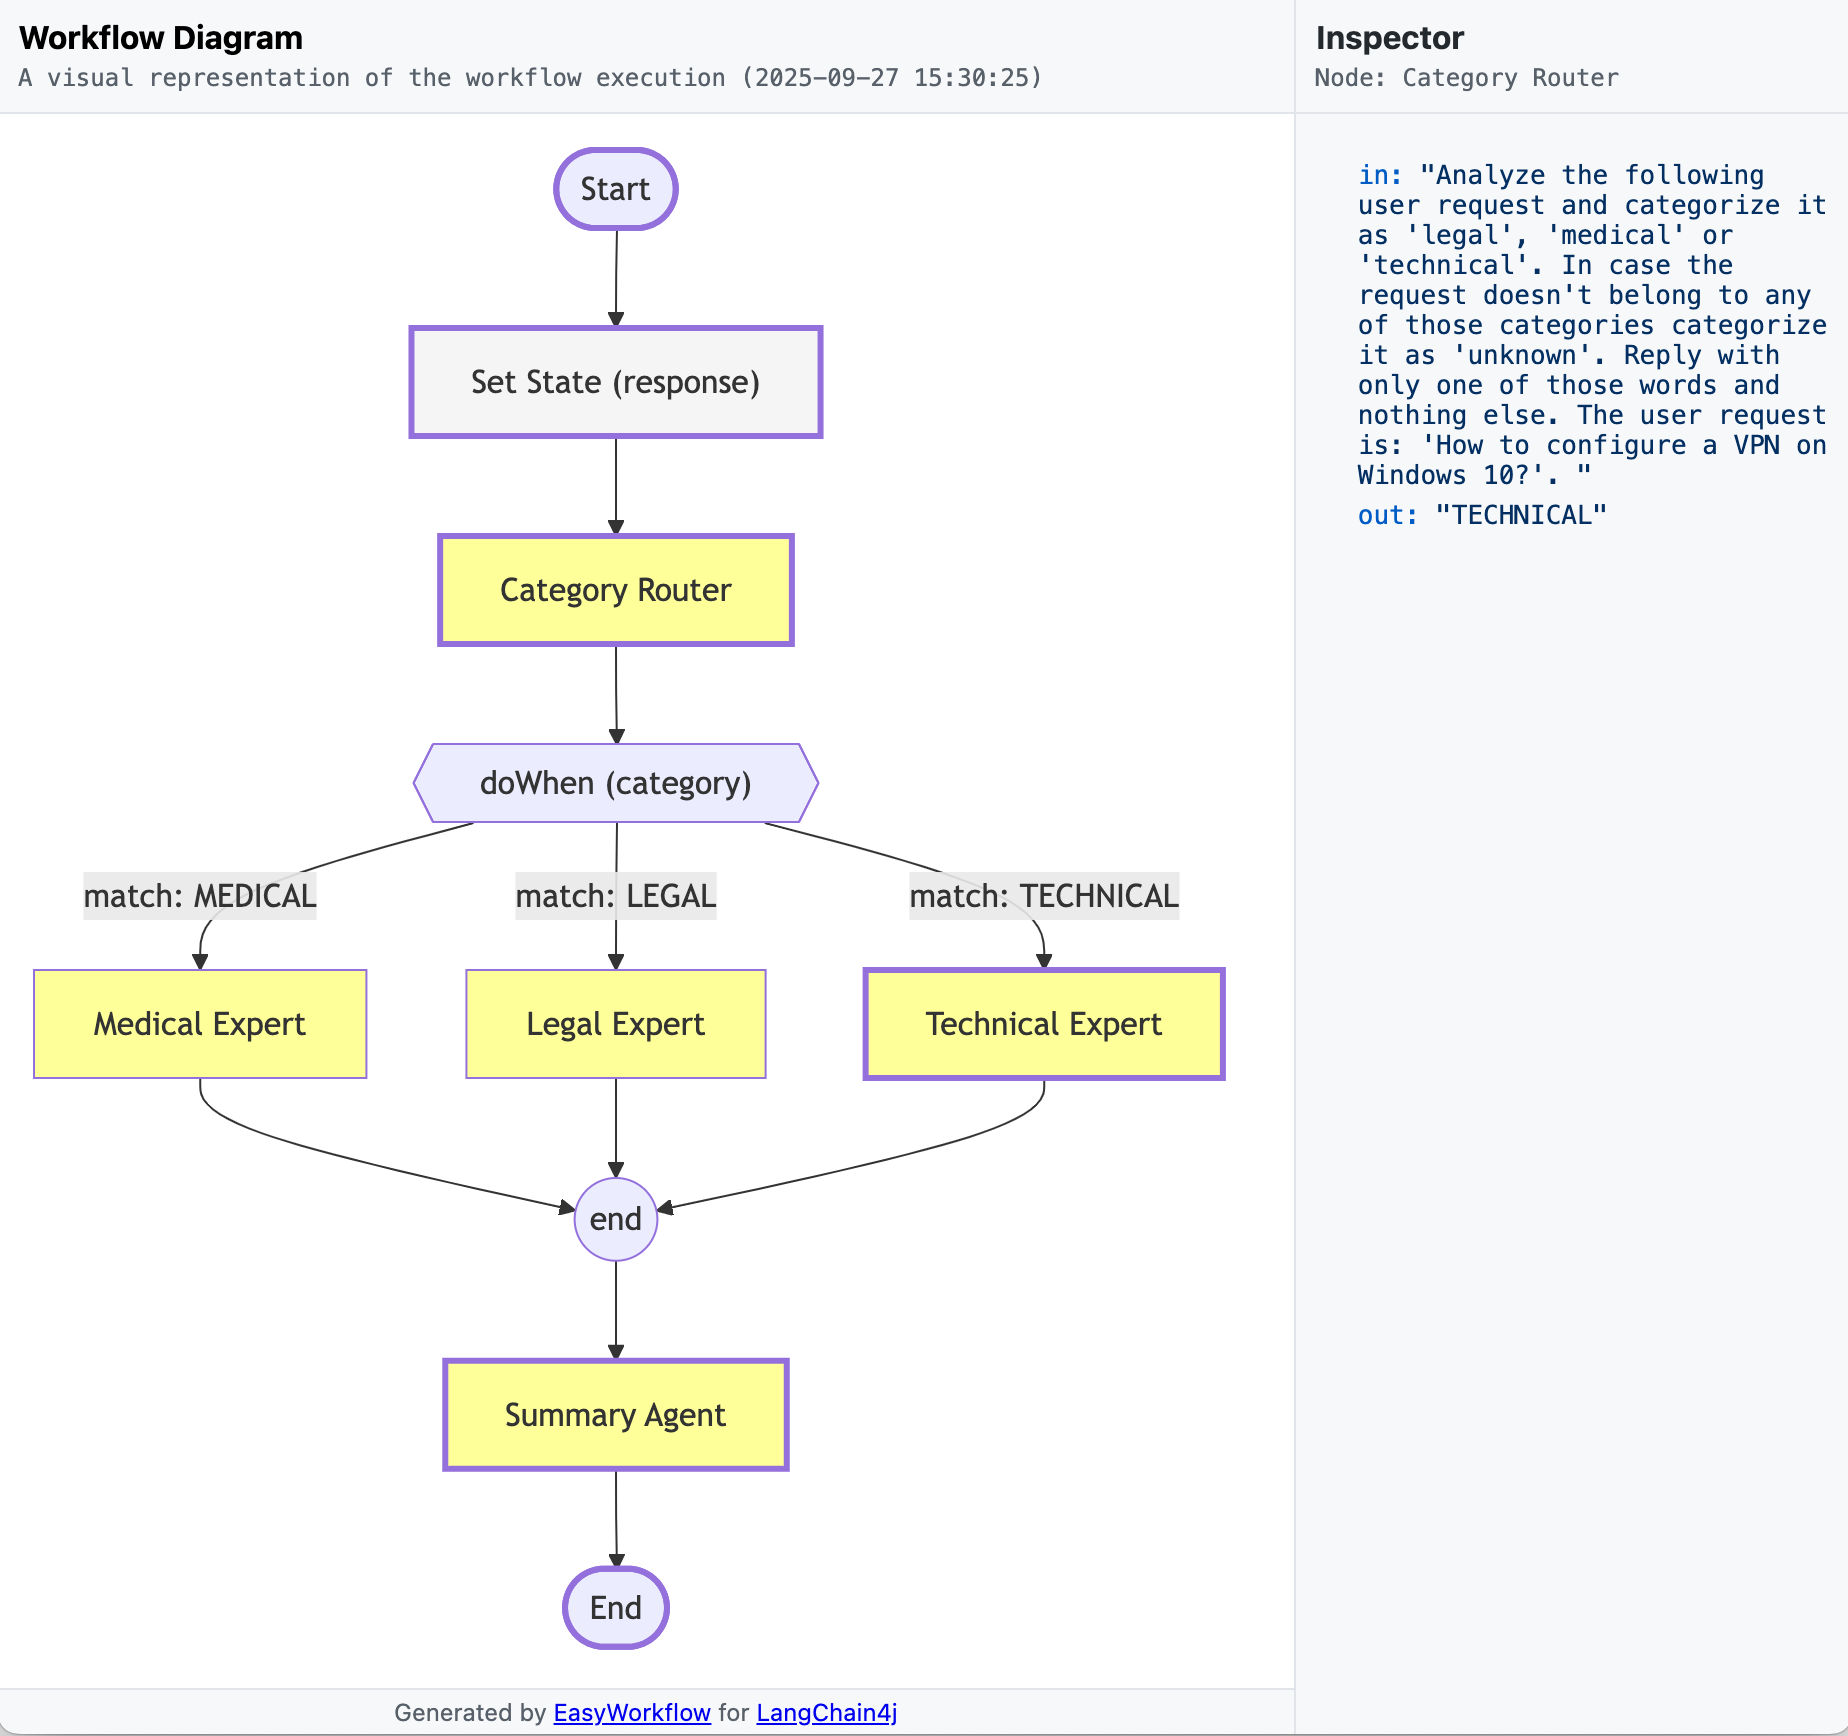 Workflow Diagram
A visual representation of the workflow execution (2025-09-27 15:30:25)
Start
Set State (response)
Category Router
doWhen (category)
match: MEDICAL
match: LEGAL
match: TECHNICAL
Medical Expert
Legal Expert
Technical Expert
end
Summary Agent
End
Generated by EasyWorkflow for LangChain4j
Inspector
Node: Category Router
in: "Analyze the following
user request and categorize it
as 'legal', 'medical' or
'technical'. In case the
request doesn't belong to any
of those categories categorize
it as 'unknown'. Reply with
only one of those words and
nothing else. The user request
is: 'How to configure a VPN on
Windows 10?'. "
out: "TECHNICAL"